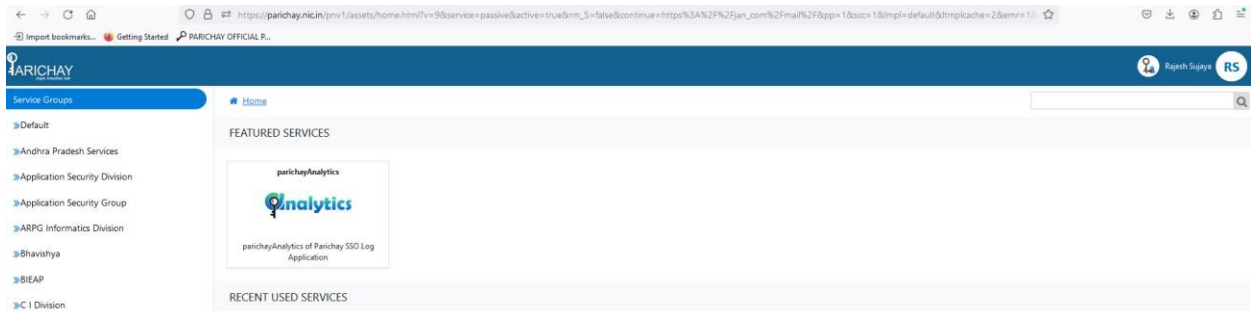 https://parichay.nic.in/pnv1/assets/home.html?v=9&service=passive&active=true&rm_5=false&continue=https%3A%2F%2Fjan_com%2Fmail%2F&pp=1&scc=1&lmpl=default&ltmplcache=2&emr=1
Import bookmarks... Getting Started PARICHAY OFFICIAL P...
PARICHAY
Rajesh Sujaya RS
Service Groups
Home
Default
FEATURED SERVICES
Andhra Pradesh Services
Application Security Division
parichayAnalytics
Analytics
Application Security Group
ARPG Informatics Division
parichayAnalytics of Parichay SSO Log
Application
Bhavishya
BIEAP
C I Division
RECENT USED SERVICES